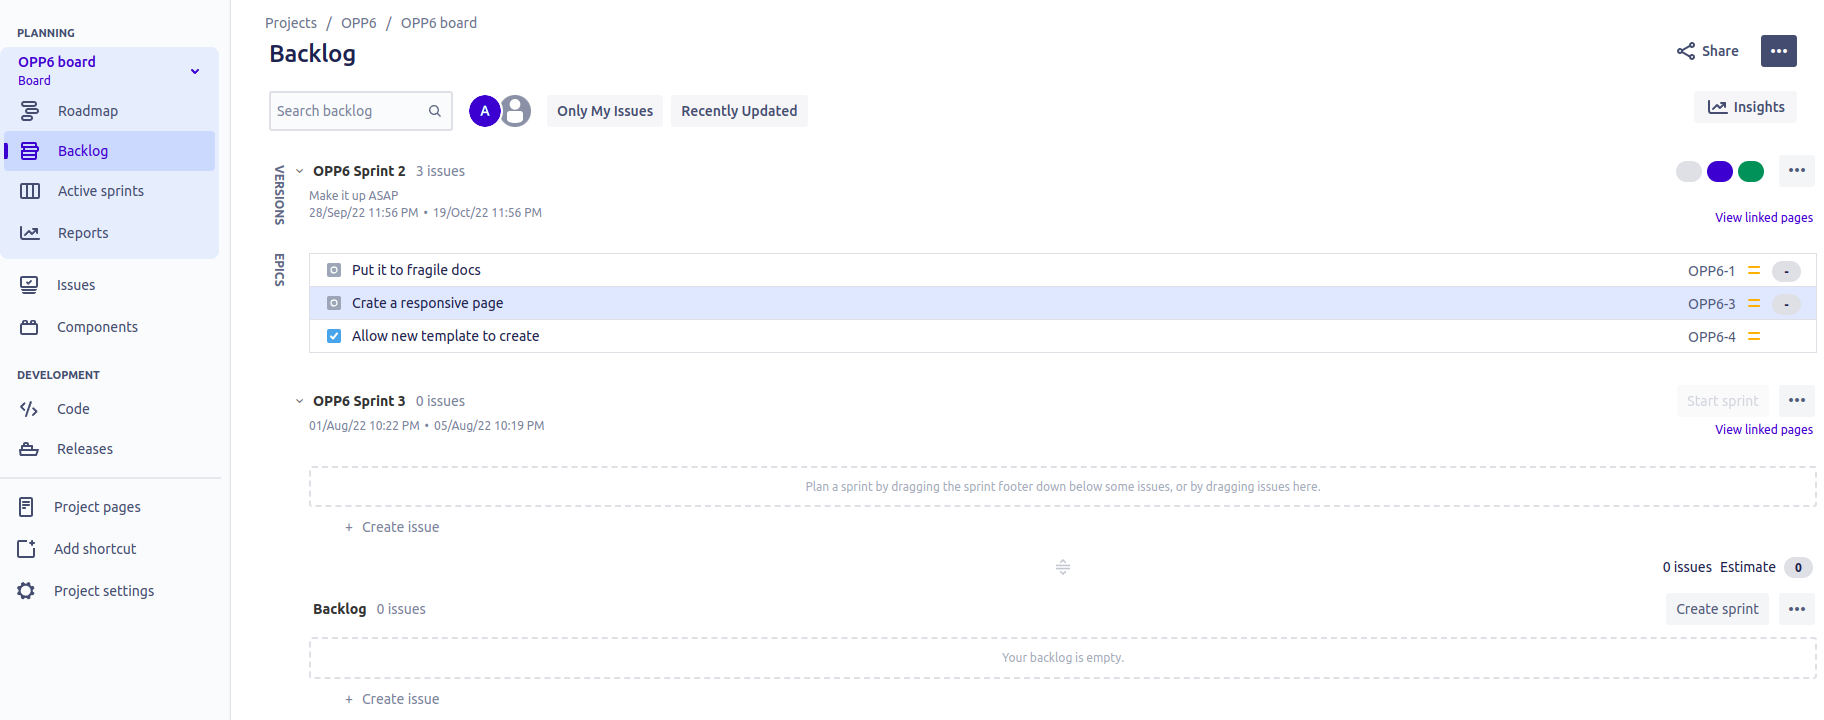 PLANNING
OPP6 board
Board
Roadmap
Backlog
Active sprints
Reports
Issues
Components
DEVELOPMENT
Code
Releases
Project pages
Add shortcut
Project settings
Projects / OPP6 / OPP6 board
Backlog
Share
Search backlog
A
Only My Issues
Recently Updated
Insights
VERSIONS
EPICS
OPP6 Sprint 2 3 issues
Make it up ASAP
28/Sep/22 11:56 PM • 19/Oct/22 11:56 PM
View linked pages
Put it to fragile docs OPP6-1 -
Crate a responsive page OPP6-3 -
Allow new template to create OPP6-4
OPP6 Sprint 3 0 issues
Start sprint
01/Aug/22 10:22 PM • 05/Aug/22 10:19 PM
View linked pages
Plan a sprint by dragging the sprint footer down below some issues, or by dragging issues here.
+ Create issue
0 issues Estimate 0
Backlog 0 issues
Create sprint
Your backlog is empty.
+ Create issue